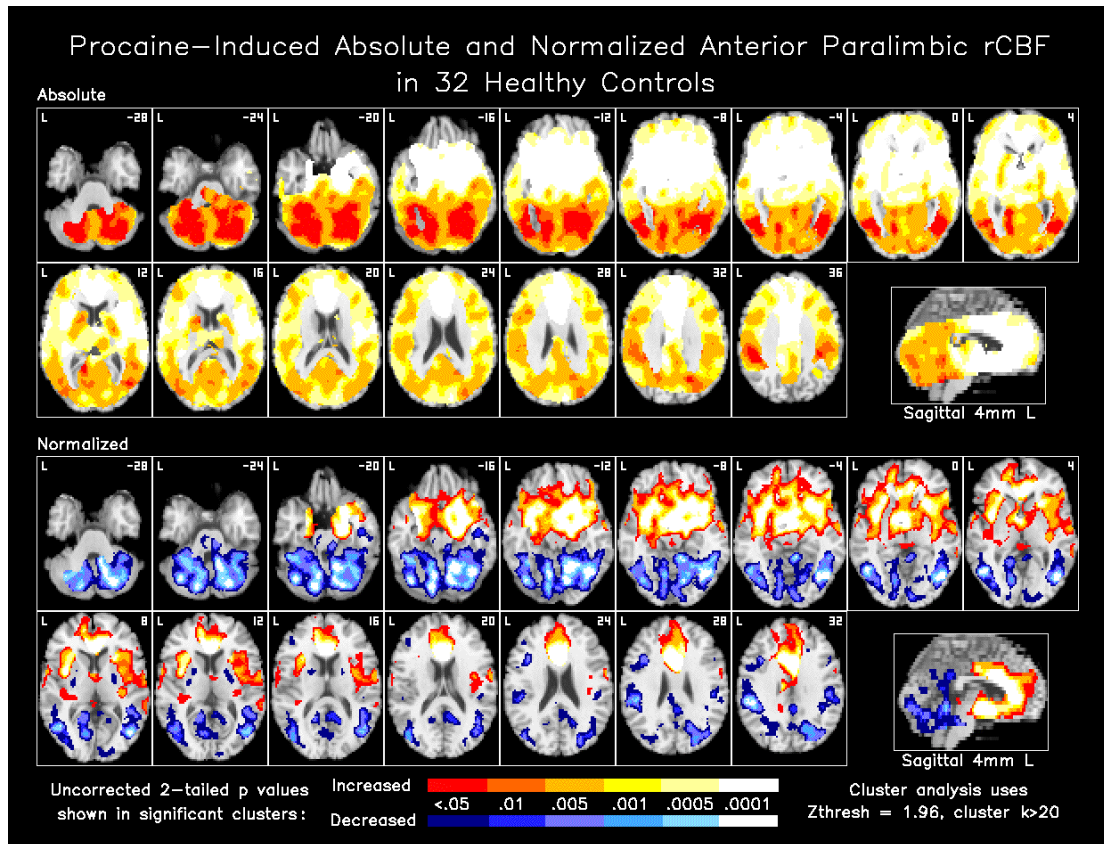 Procaine-Induced Absolute and Normalized Anterior Paralimbic rCBF
in 32 Healthy Controls
Absolute
L -28 L -24 L -20 L -16 L -12 L -8 L -4 L 0 L 4
L 12 L 16 L 20 L 24 L 28 L 32 L 36
Sagittal 4mm L
Normalized
L -28 L -24 L -20 L -16 L -12 L -8 L -4 L 0 L 4
L 8 L 12 L 16 L 20 L 24 L 28 L 32
Sagittal 4mm L
Uncorrected 2-tailed p values
shown in significant clusters:
Increased
<.05 .01 .005 .001 .0005 .0001
Decreased
Cluster analysis uses
Zthresh = 1.96, cluster k>20